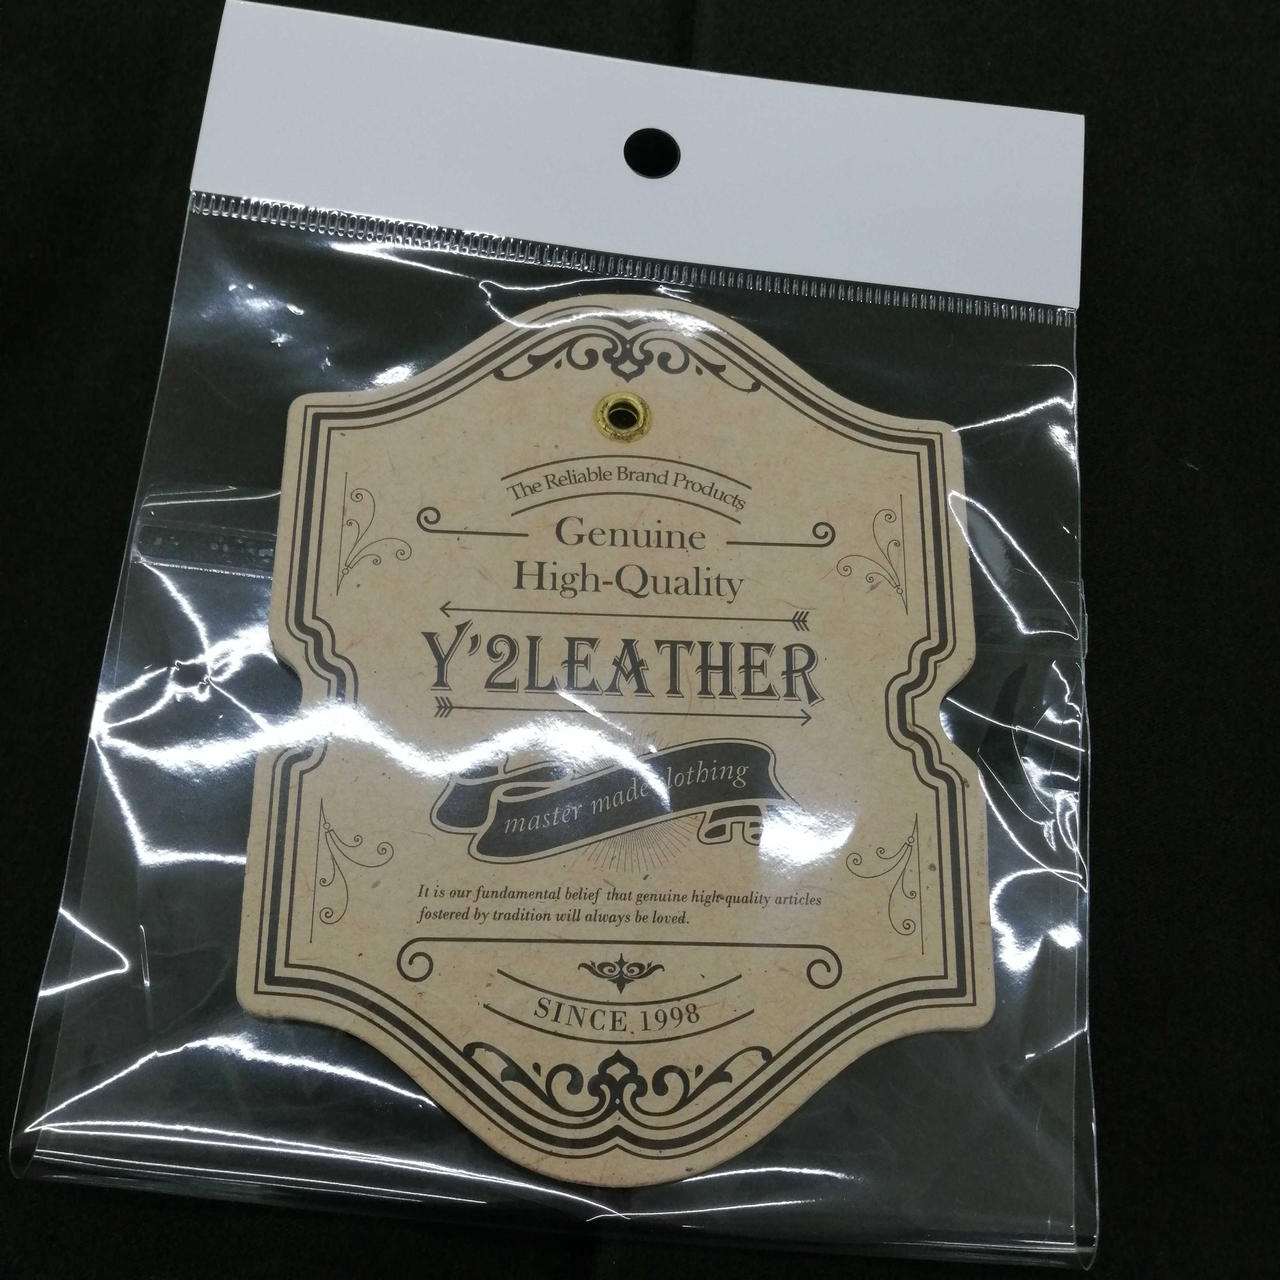 The Reliable Brand Products
Genuine
High-Quality
Y'2LEATHER
master made clothing
It is our fundamental belief that genuine high-quality articles
fostered by tradition will always be loved.
SINCE 1998